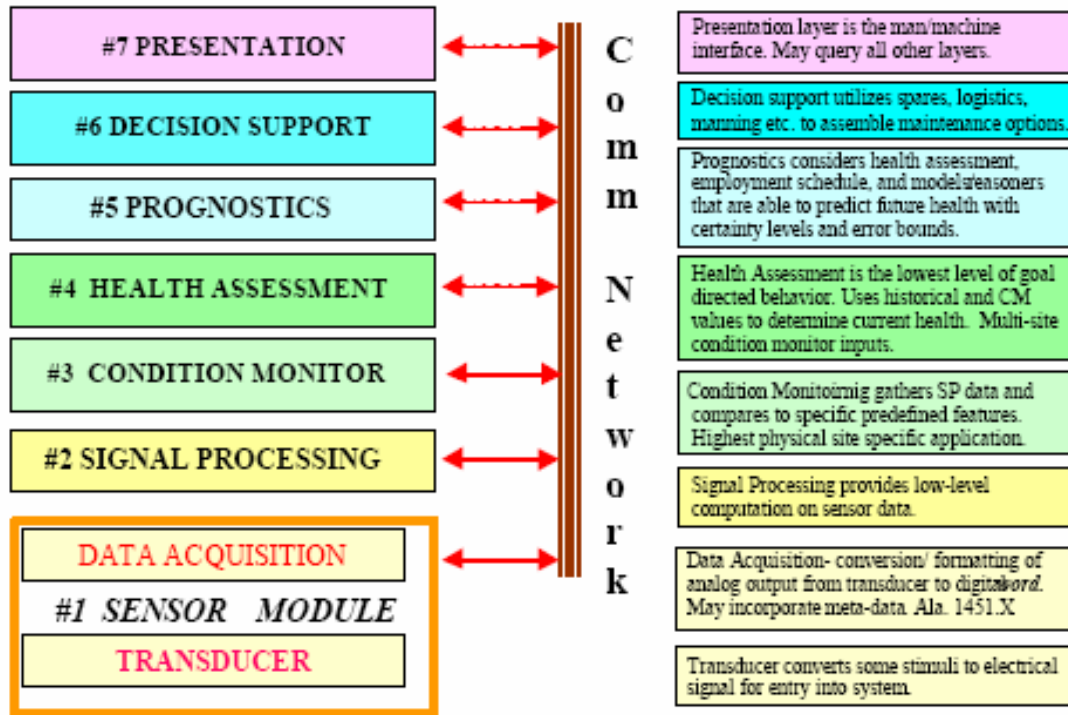 #7 PRESENTATION
#6 DECISION SUPPORT
#5 PROGNOSTICS
#4 HEALTH ASSESSMENT
#3 CONDITION MONITOR
#2 SIGNAL PROCESSING
DATA ACQUISITION
#1 SENSOR MODULE
TRANSDUCER
Comm Network
Presentation layer is the man/machine
interface. May query all other layers.
Decision support utilizes spares, logistics,
manning etc. to assemble maintenance options.
Prognostics considers health assessment,
employment schedule, and models/easoners
that are able to predict future health with
certainty levels and error bounds.
Health Assessment is the lowest level of goal
directed behavior. Uses historical and CM
values to determine current health. Multi-site
condition monitor inputs.
Condition Monitoirnig gathers SP data and
compares to specific predefined features.
Highest physical site specific application.
Signal Processing provides low-level
computation on sensor data.
Data Acquisition- conversion/ formatting of
analog output from transducer to digitalword.
May incorporate meta-data Ala. 1451.X
Transducer converts some stimuli to electrical
signal for entry into system.